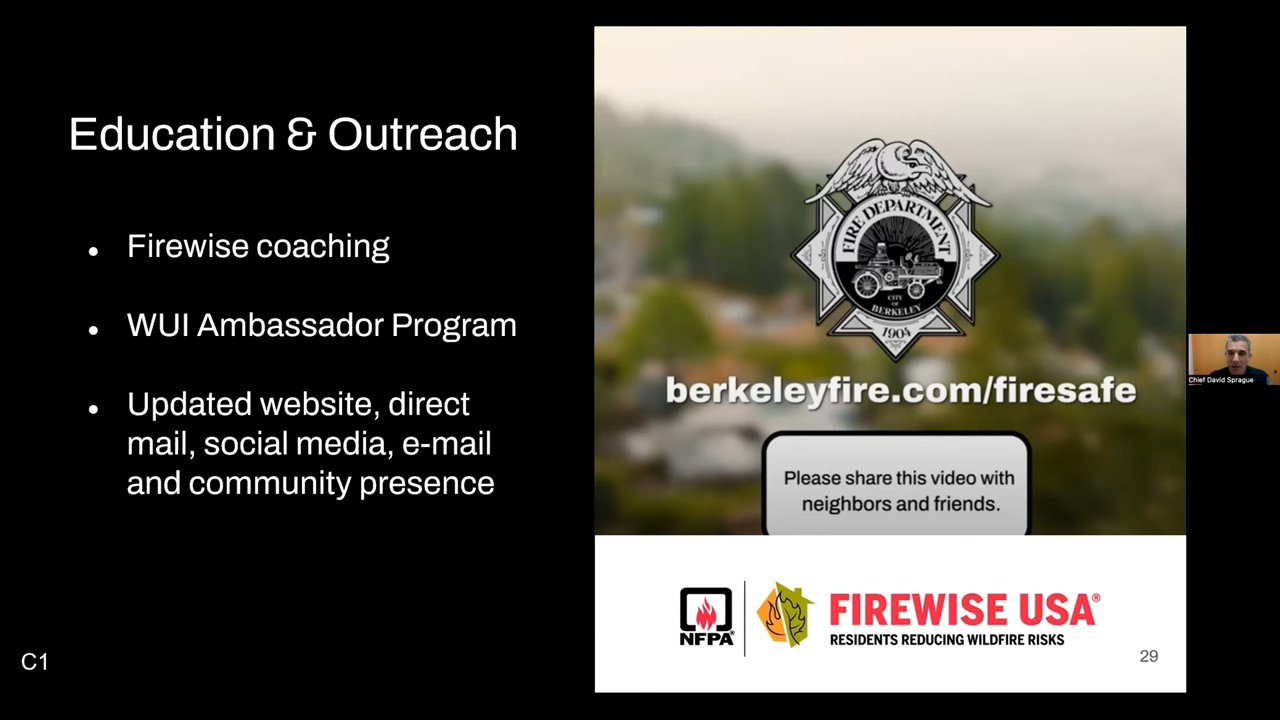 Education & Outreach
● Firewise coaching
● WUI Ambassador Program
● Updated website, direct
mail, social media, e-mail
and community presence
C1
FIRE DEPARTMENT
CITY
OF
BERKELEY
1904
berkeleyfire.com/firesafe
Please share this video with
neighbors and friends.
NFPA®
FIREWISE USA®
RESIDENTS REDUCING WILDFIRE RISKS
29
Chief David Sprague